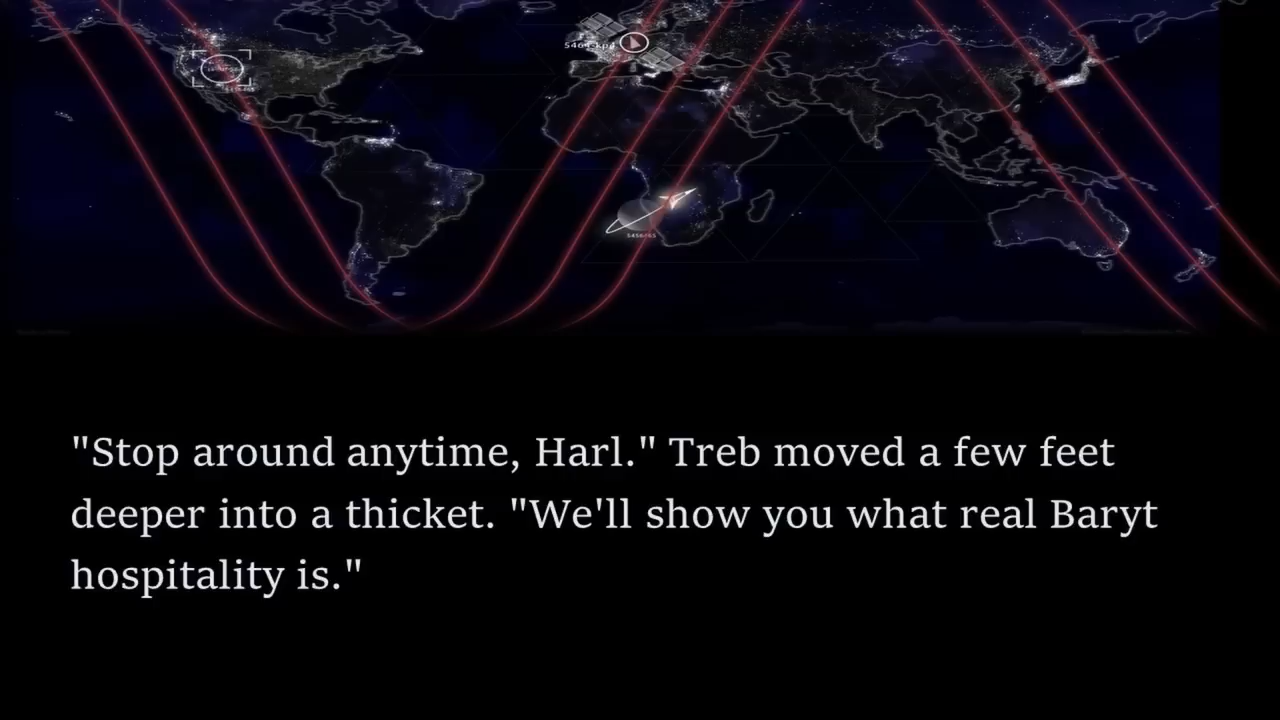 "Stop around anytime, Harl." Treb moved a few feet
deeper into a thicket. "We'll show you what real Baryt
hospitality is."